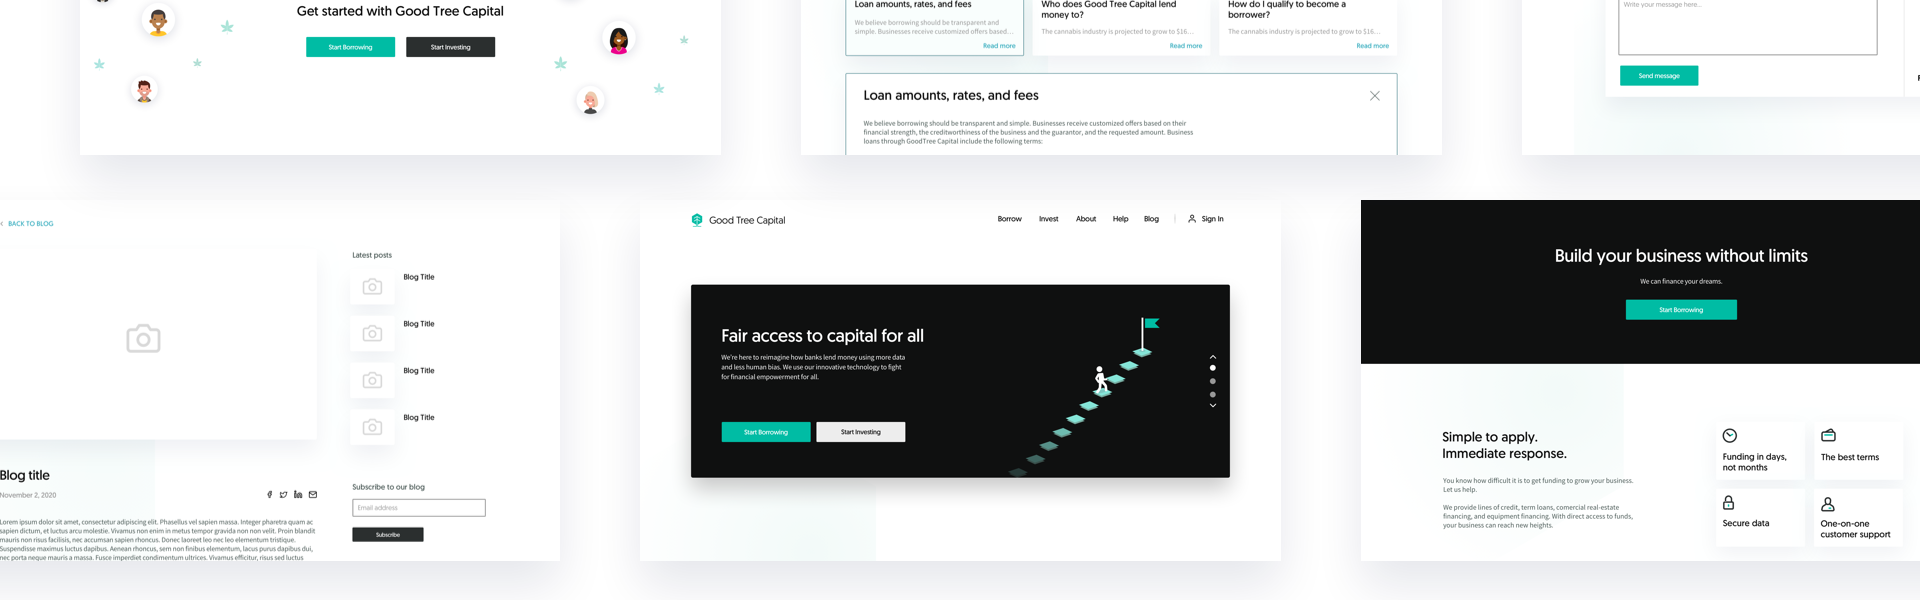 Get started with Good Tree Capital
Start Borrowing
Start Investing
Loan amounts, rates, and fees
We believe borrowing should be transparent and
simple. Businesses receive customized offers based...
Read more
Who does Good Tree Capital lend
money to?
The cannabis industry is projected to grow to $16...
Read more
How do I qualify to become a
borrower?
The cannabis industry is projected to grow to $16...
Read more
Loan amounts, rates, and fees
We believe borrowing should be transparent and simple. Businesses receive customized offers based on their
financial strength, the creditworthiness of the business and the guarantor, and the requested amount. Business
loans through GoodTree Capital include the following terms:
Write your message here...
Send message
BACK TO BLOG
Latest posts
Blog Title
Blog Title
Blog Title
Blog Title
Blog title
November 2, 2020
Subscribe to our blog
Email address
Subscribe
Lorem ipsum dolor sit amet, consectetur adipiscing elit. Phasellus vel sapien massa. Integer pharetra quam ac
sapien dictum, et luctus arcu molestie. Vivamus non enim in metus tempor gravida non non velit. Proin blandit
mauris non risus facilisis, nec accumsan sapien rhoncus. Donec laoreet leo nec leo elementum tristique.
Suspendisse maximus luctus dapibus. Aenean rhoncus, sem non finibus elementum, lacus purus dapibus dui,
nec porta neque mauris a massa. Fusce imperdiet condimentum ultrices. Vivamus efficitur, risus sed luctus
Good Tree Capital
Borrow
Invest
About
Help
Blog
Sign In
Fair access to capital for all
We're here to reimagine how banks lend money using more data
and less human bias. We use our innovative technology to fight
for financial empowerment for all.
Start Borrowing
Start Investing
Build your business without limits
We can finance your dreams.
Start Borrowing
Simple to apply.
Immediate response.
You know how difficult it is to get funding to grow your business.
Let us help.
We provide lines of credit, term loans, comercial real-estate
financing, and equipment financing. With direct access to funds,
your business can reach new heights.
Funding in days,
not months
The best terms
Secure data
One-on-one
customer support